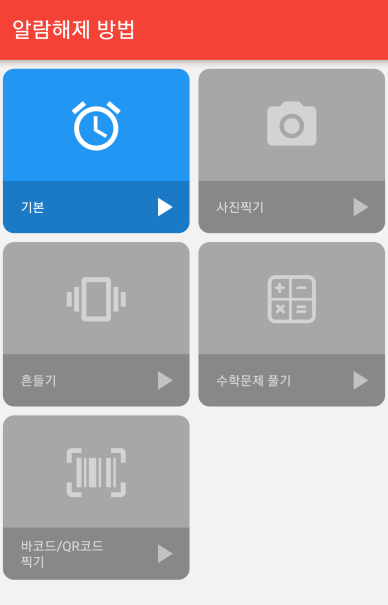 알람해제 방법
기본
사진찍기
흔들기
수학문제 풀기
바코드/QR코드
찍기